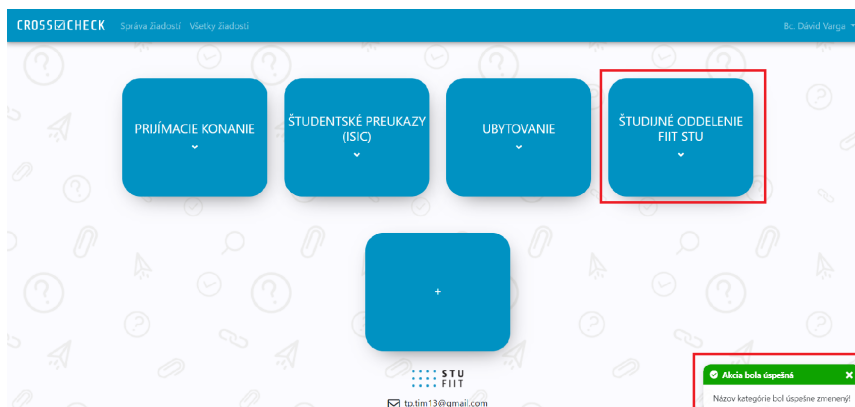 CROSS☑CHECK Správa žiadostí Všetky žiadosti Bc. Dávid Varga
PRIJÍMACIE KONANIE
ŠTUDENTSKÉ PREUKAZY
(ISIC)
UBYTOVANIE
ŠTUDIJNÉ ODDELENIE
FIIT STU
+
STU
FIIT
tp.tim13@gmail.com
Akcia bola úspešná ×
Názov kategórie bol úspešne zmenený!